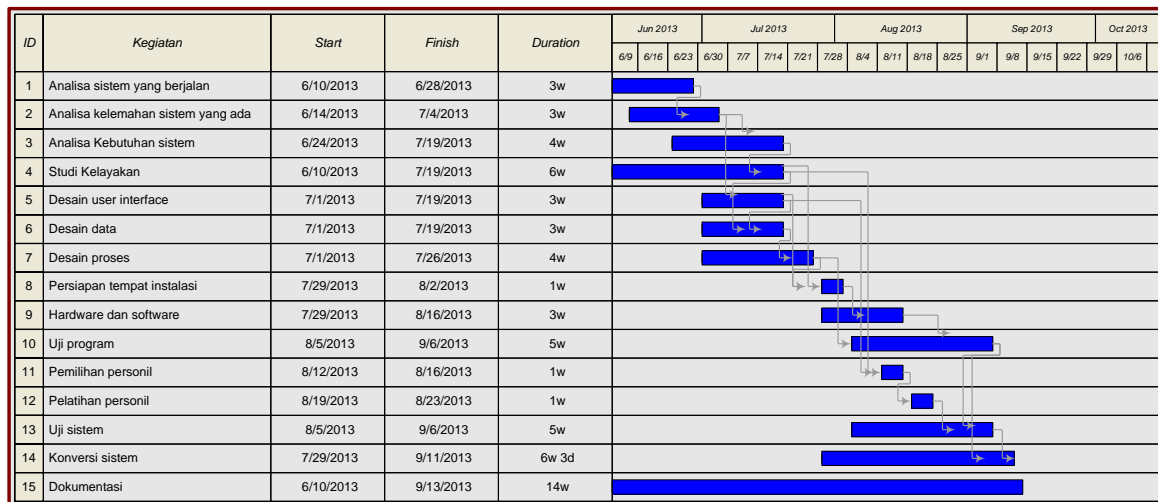 ID Kegiatan Start Finish Duration Jun 2013 Jul 2013 Aug 2013 Sep 2013 Oct 2013
6/9 6/16 6/23 6/30 7/7 7/14 7/21 7/28 8/4 8/11 8/18 8/25 9/1 9/8 9/15 9/22 9/29 10/6
1 Analisa sistem yang berjalan 6/10/2013 6/28/2013 3w
2 Analisa kelemahan sistem yang ada 6/14/2013 7/4/2013 3w
3 Analisa Kebutuhan sistem 6/24/2013 7/19/2013 4w
4 Studi Kelayakan 6/10/2013 7/19/2013 6w
5 Desain user interface 7/1/2013 7/19/2013 3w
6 Desain data 7/1/2013 7/19/2013 3w
7 Desain proses 7/1/2013 7/26/2013 4w
8 Persiapan tempat instalasi 7/29/2013 8/2/2013 1w
9 Hardware dan software 7/29/2013 8/16/2013 3w
10 Uji program 8/5/2013 9/6/2013 5w
11 Pemilihan personil 8/12/2013 8/16/2013 1w
12 Pelatihan personil 8/19/2013 8/23/2013 1w
13 Uji sistem 8/5/2013 9/6/2013 5w
14 Konversi sistem 7/29/2013 9/11/2013 6w 3d
15 Dokumentasi 6/10/2013 9/13/2013 14w